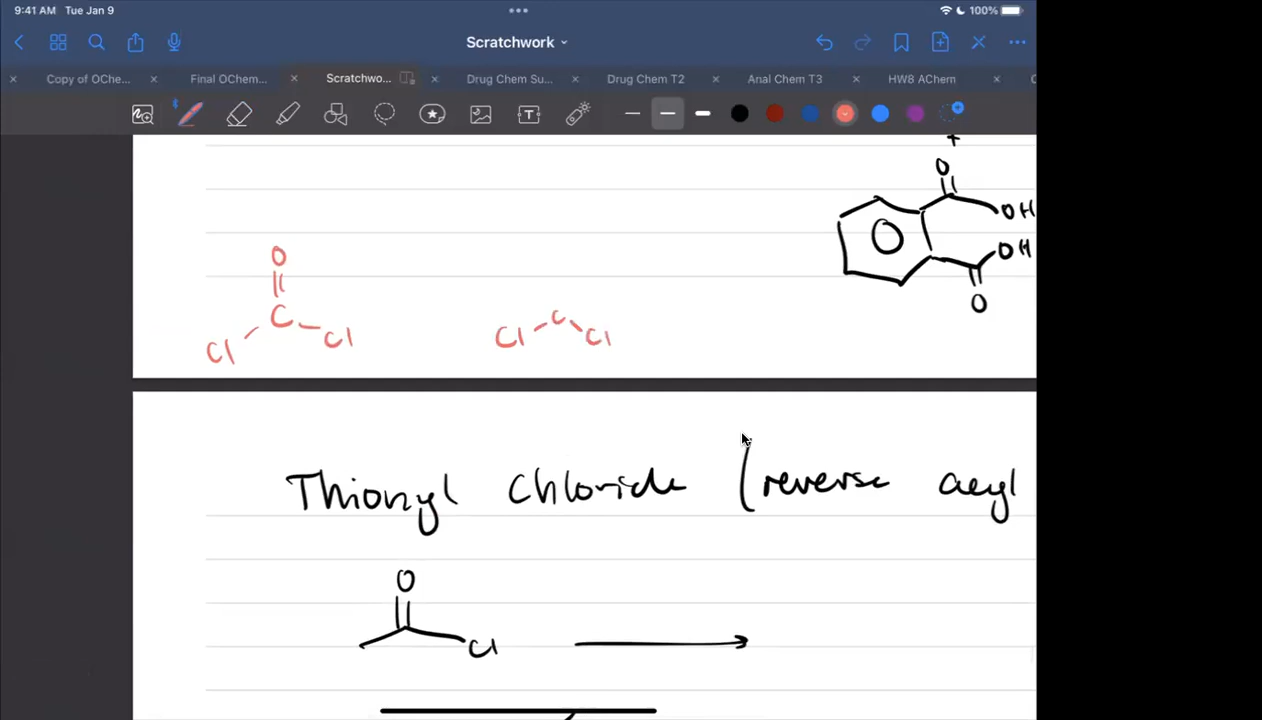 9:41 AM Tue Jan 9
100%
Scratchwork
Copy of OChe...
Final OChem...
Scratchwo...
Drug Chem Su...
Drug Chem T2
Anal Chem T3
HW8 AChem
T
+
O
OH
OH
O
O
C
Cl
Cl
C
Cl
Cl
Thionyl Chloride (reverse acyl
O
Cl